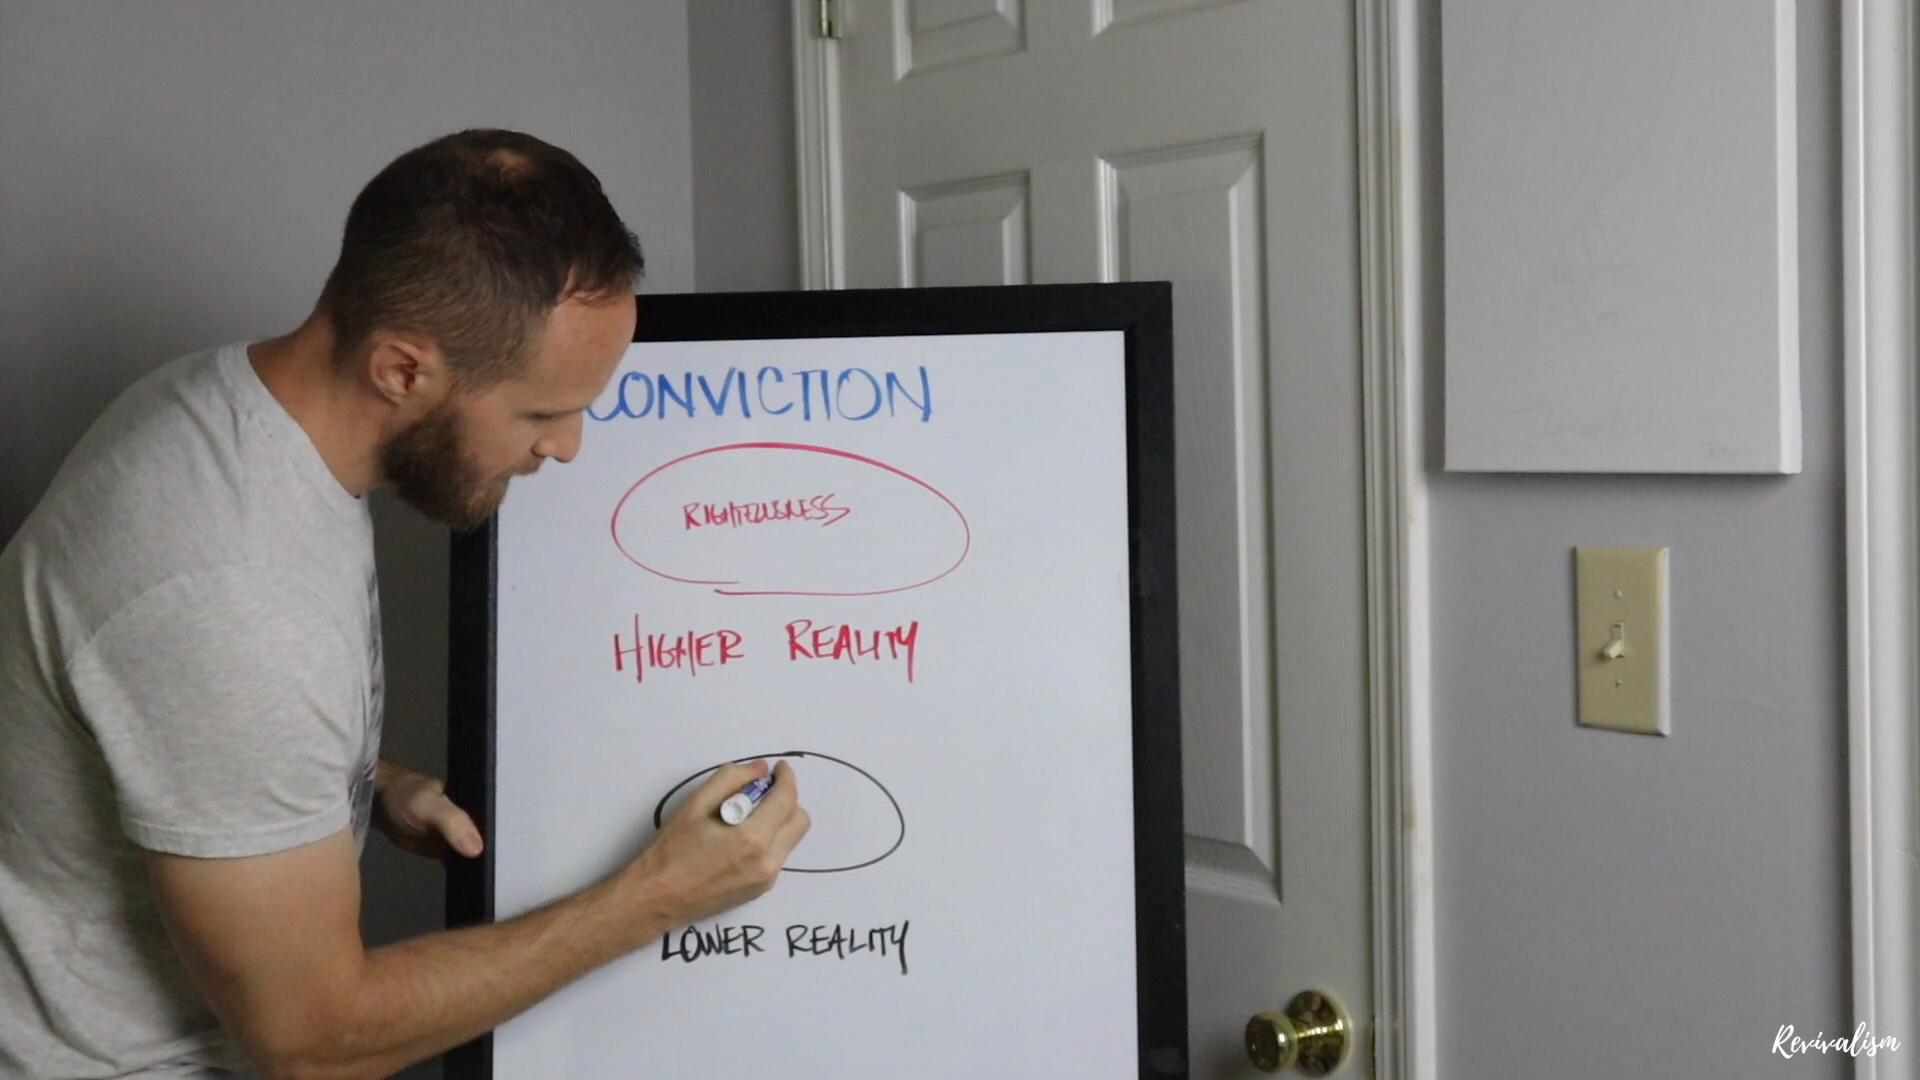 CONVICTION
RIGHTEOUSNESS
HIGHER REALITY
LOWER REALITY
Revivalism